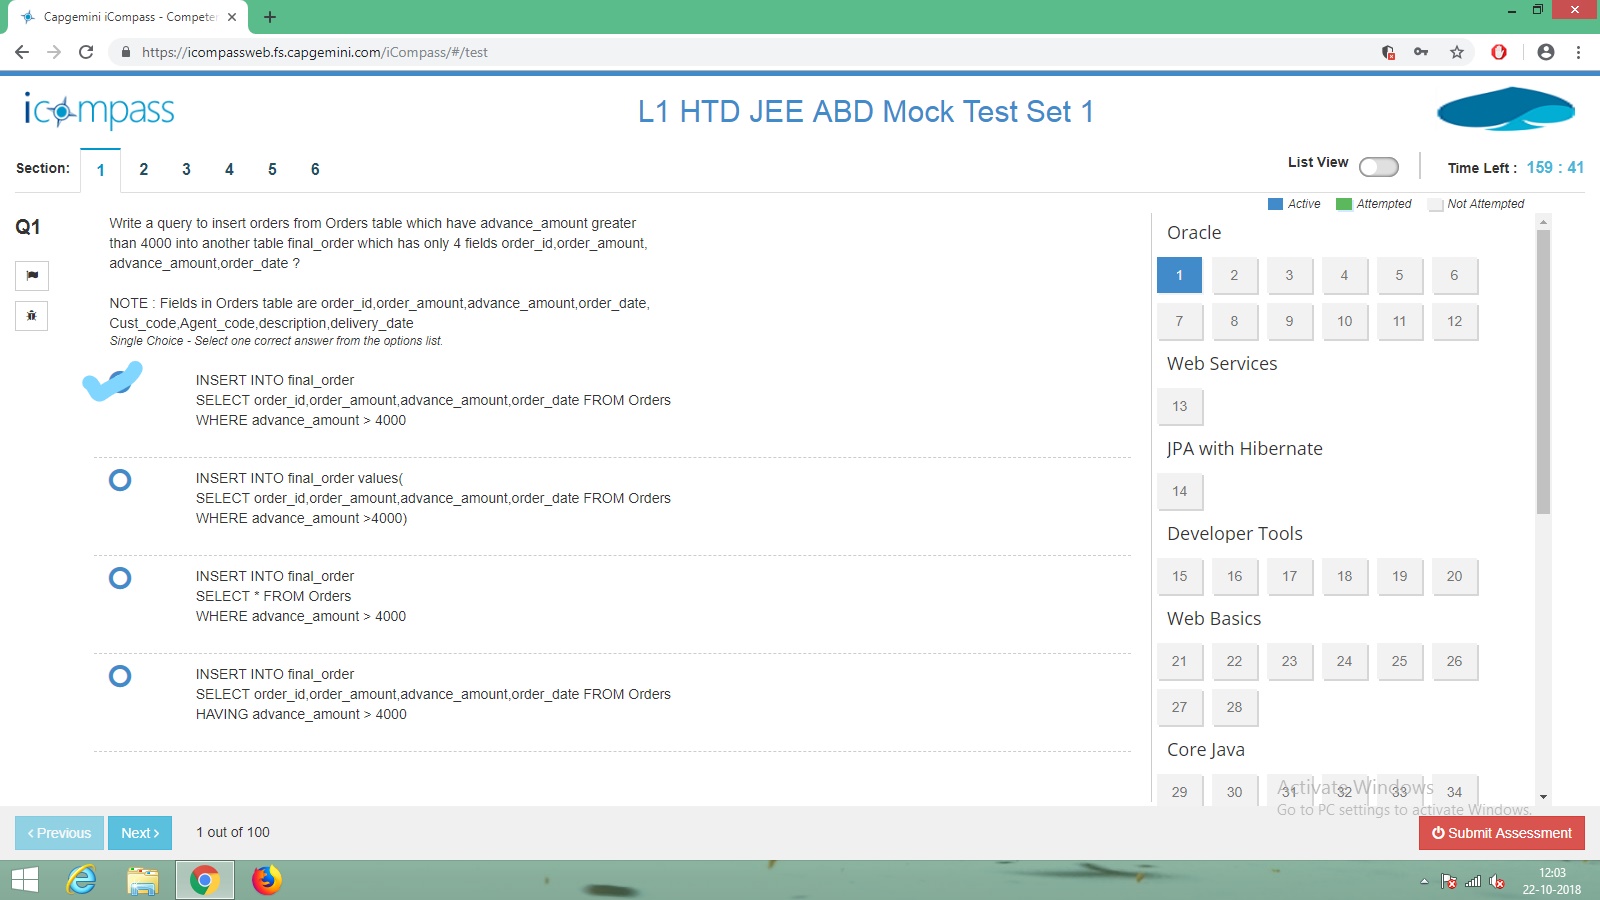 Capgemini iCompass - Competer
https://icompassweb.fs.capgemini.com/iCompass/#/test
icompass
L1 HTD JEE ABD Mock Test Set 1
Section: 1 2 3 4 5 6
List View
Time Left : 159 : 41
Active Attempted Not Attempted
Q1
Write a query to insert orders from Orders table which have advance_amount greater
than 4000 into another table final_order which has only 4 fields order_id,order_amount,
advance_amount,order_date ?
NOTE : Fields in Orders table are order_id,order_amount,advance_amount,order_date,
Cust_code,Agent_code,description,delivery_date
Single Choice - Select one correct answer from the options list.
INSERT INTO final_order
SELECT order_id,order_amount,advance_amount,order_date FROM Orders
WHERE advance_amount > 4000
INSERT INTO final_order values(
SELECT order_id,order_amount,advance_amount,order_date FROM Orders
WHERE advance_amount >4000)
INSERT INTO final_order
SELECT * FROM Orders
WHERE advance_amount > 4000
INSERT INTO final_order
SELECT order_id,order_amount,advance_amount,order_date FROM Orders
HAVING advance_amount > 4000
Oracle
1 2 3 4 5 6
7 8 9 10 11 12
Web Services
13
JPA with Hibernate
14
Developer Tools
15 16 17 18 19 20
Web Basics
21 22 23 24 25 26
27 28
Core Java
29 30 31 32 33 34
Activate Windows
Go to PC settings to activate Windows.
‹ Previous
Next ›
1 out of 100
Submit Assessment
12:03
22-10-2018